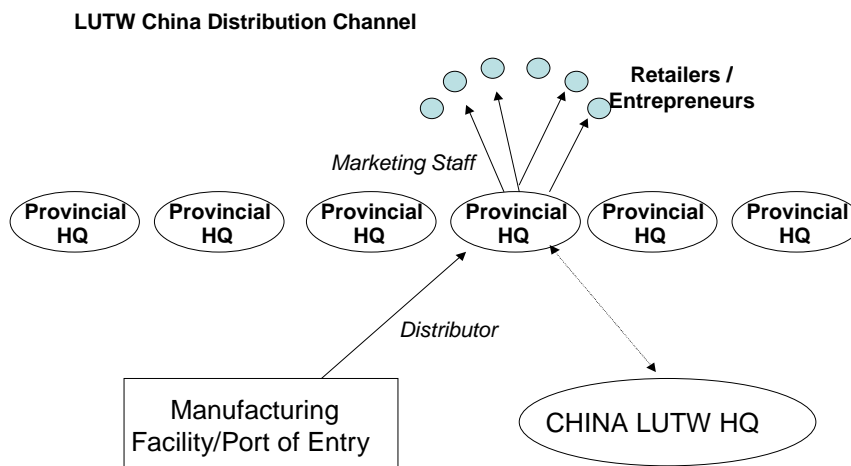 LUTW China Distribution Channel
Retailers /
Entrepreneurs
Marketing Staff
Provincial
HQ
Provincial
HQ
Provincial
HQ
Provincial
HQ
Provincial
HQ
Provincial
HQ
Distributor
Manufacturing
Facility/Port of Entry
CHINA LUTW HQ